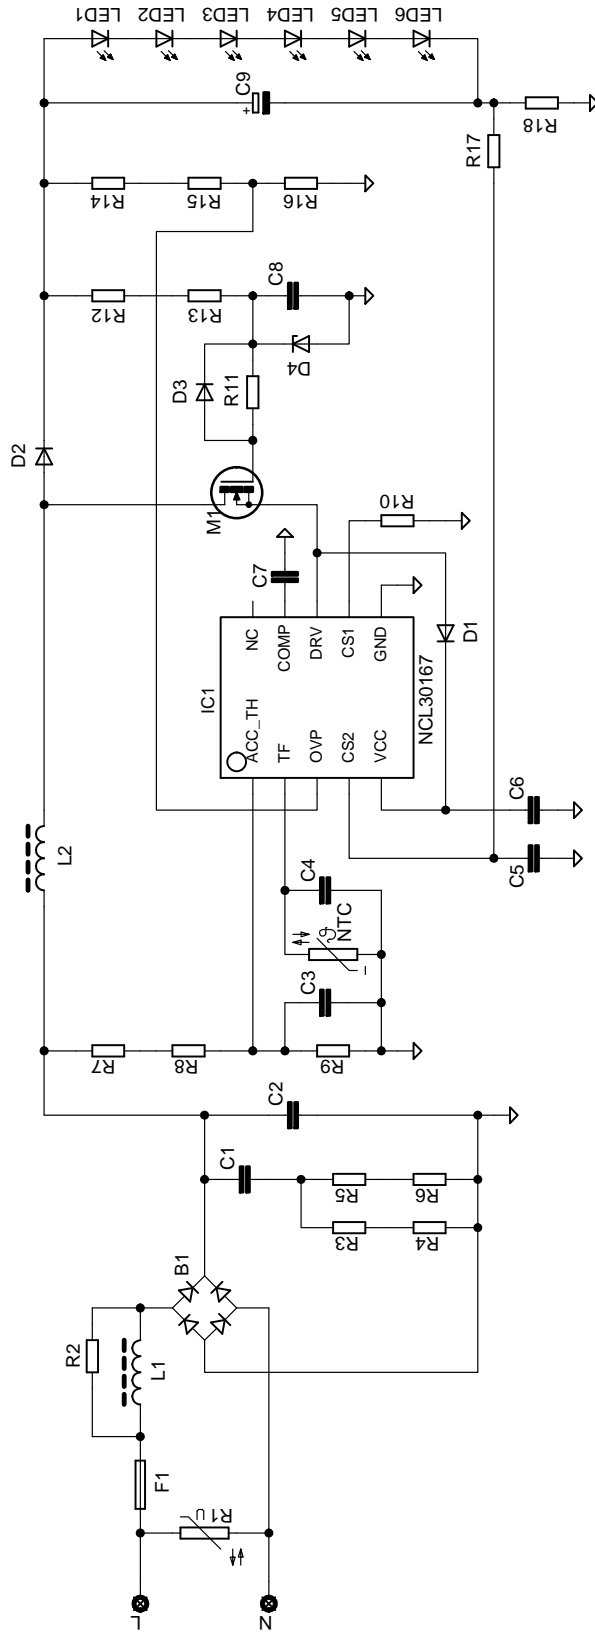 L
N
R1
U
F1
R2
L1
B1
C1
R3
R4
R5
R6
C2
R7
R8
R9
C3
NTC
ϑ
C4
L2
C5
C6
IC1
NCL30167
ACC_TH
TF
OVP
CS2
VCC
NC
COMP
DRV
CS1
GND
D1
C7
R10
M1
D2
D3
R11
D4
R12
R13
C8
R14
R15
R16
R17
R18
C9
+
LED1
LED2
LED3
LED4
LED5
LED6